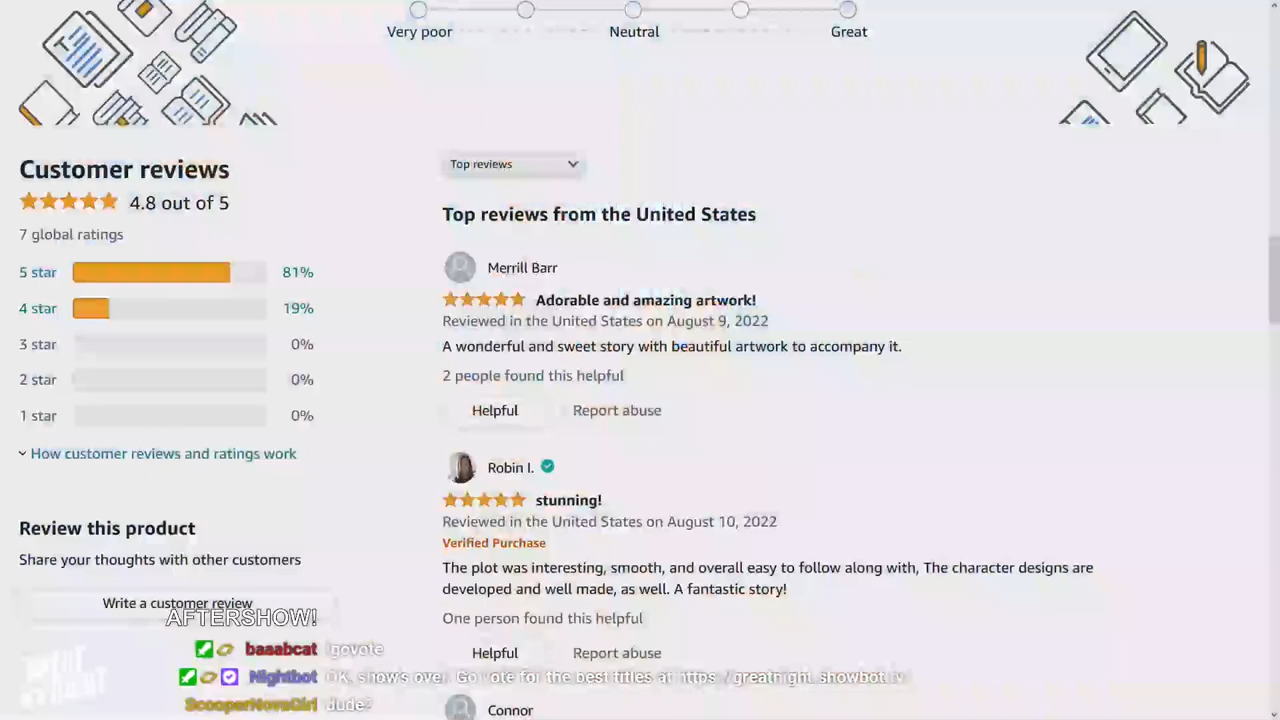 Very poor
Neutral
Great
Customer reviews
4.8 out of 5
7 global ratings
5 star 81%
4 star 19%
3 star 0%
2 star 0%
1 star 0%
How customer reviews and ratings work
Review this product
Share your thoughts with other customers
Write a customer review
Top reviews
Top reviews from the United States
Merrill Barr
Adorable and amazing artwork!
Reviewed in the United States on August 9, 2022
A wonderful and sweet story with beautiful artwork to accompany it.
2 people found this helpful
Helpful Report abuse
Robin I.
stunning!
Reviewed in the United States on August 10, 2022
Verified Purchase
The plot was interesting, smooth, and overall easy to follow along with, The character designs are
developed and well made, as well. A fantastic story!
One person found this helpful
Helpful Report abuse
Connor
AFTERSHOW!
baaabcat !govote
Nightbot OK, show's over. Go vote for the best titles at https://greatnight.showbot.tv/
ScooperNovaGirl dude?